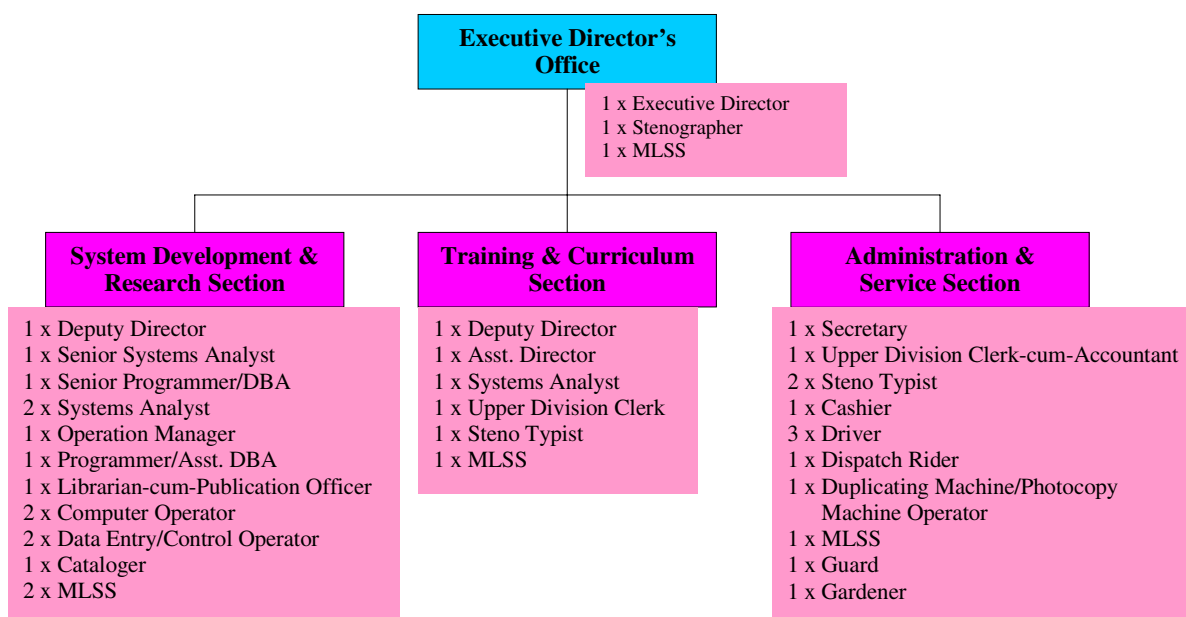 Executive Director’s
Office
1 x Executive Director
1 x Stenographer
1 x MLSS
System Development &
Research Section
1 x Deputy Director
1 x Senior Systems Analyst
1 x Senior Programmer/DBA
2 x Systems Analyst
1 x Operation Manager
1 x Programmer/Asst. DBA
1 x Librarian-cum-Publication Officer
2 x Computer Operator
2 x Data Entry/Control Operator
1 x Cataloger
2 x MLSS
Training & Curriculum
Section
1 x Deputy Director
1 x Asst. Director
1 x Systems Analyst
1 x Upper Division Clerk
1 x Steno Typist
1 x MLSS
Administration &
Service Section
1 x Secretary
1 x Upper Division Clerk-cum-Accountant
2 x Steno Typist
1 x Cashier
3 x Driver
1 x Dispatch Rider
1 x Duplicating Machine/Photocopy
Machine Operator
1 x MLSS
1 x Guard
1 x Gardener